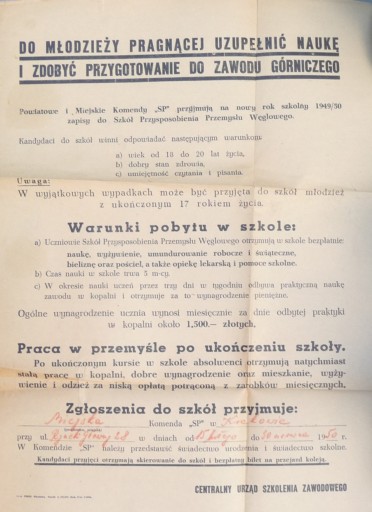 DO MŁODZIEŻY PRAGNĄCEJ UZUPEŁNIĆ NAUKĘ
I ZDOBYĆ PRZYGOTOWANIE DO ZAWODU GÓRNICZEGO
Powiatowe i Miejskie Komendy „SP” przyjmują na nowy rok szkolny 1949/50
zapisy do Szkół Przysposobienia Przemysłu Węglowego.
Kandydaci do szkół winni odpowiadać następującym warunkom:
a) wiek od 18 do 20 lat życia,
b) dobry stan zdrowia,
c) umiejętność czytania i pisania.
Uwaga:
W wyjątkowych wypadkach może być przyjęta do szkół młodzież
z ukończonym 17 rokiem życia.
Warunki pobytu w szkole:
a) Uczniowie Szkół Przysposobienia Przemysłu Węglowego otrzymują w szkole bezpłatnie:
naukę, wyżywienie, umundurowanie robocze i świąteczne,
bieliznę oraz pościel, a także opiekę lekarską i pomoce szkolne.
b) Czas nauki w szkole trwa 5 m-cy.
c) W okresie nauki uczeń przez trzy dni w tygodniu odbywa praktyczną naukę
zawodu w kopalni i otrzymuje za to wynagrodzenie pieniężne.
Ogólne wynagrodzenie ucznia wynosi miesięcznie za dnie odbytej praktyki
w kopalni około 1,500.— złotych.
Praca w przemyśle po ukończeniu szkoły.
Po ukończonym kursie w szkole absolwenci otrzymują natychmiast
stałą pracę w kopalni, dobre wynagrodzenie oraz mieszkanie, wyży-
wienie i odzież za niską opłatą potrąconą z zarobków miesięcznych.
Zgłoszenia do szkół przyjmuje:
Miejska Komenda „SP” w Krakowie
przy ul. 28 w dniach od 15 lutego do marca 1950 r.
W Komendzie „SP” należy przedstawić świadectwo urodzenia i świadectwo szkolne.
Kandydaci przyjęci otrzymują skierowanie do szkół i bezpłatny bilet na przejazd koleją.
CENTRALNY URZĄD SZKOLENIA ZAWODOWEGO